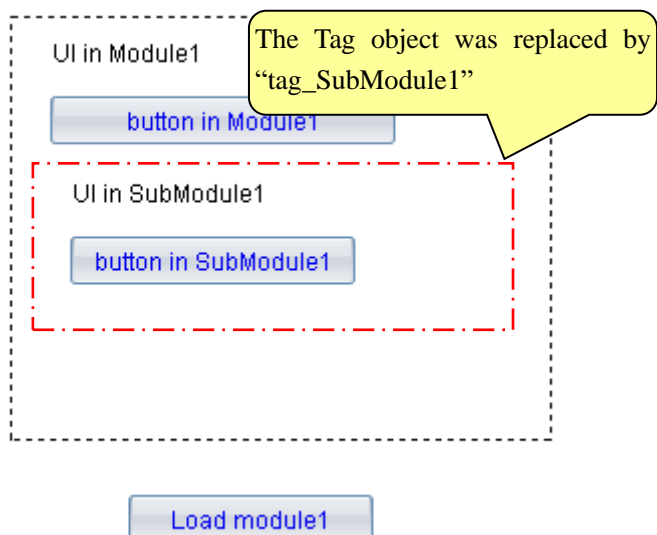 UI in Module1
The Tag object was replaced by
“tag_SubModule1”
button in Module1
UI in SubModule1
button in SubModule1
Load module1